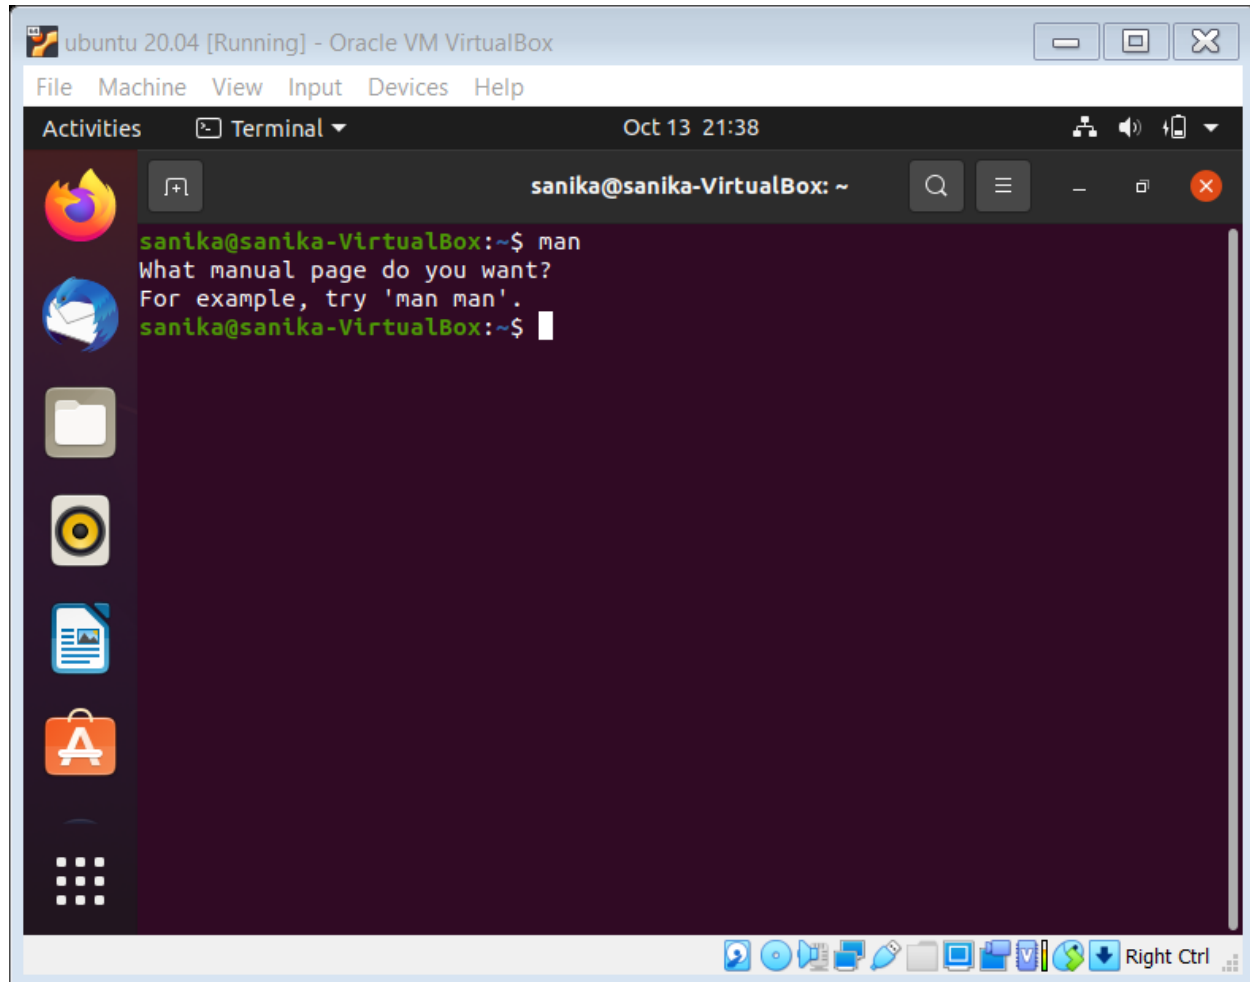 ubuntu 20.04 [Running] - Oracle VM VirtualBox
File Machine View Input Devices Help
Activities Terminal Oct 13 21:38
sanika@sanika-VirtualBox: ~
sanika@sanika-VirtualBox:~$ man
What manual page do you want?
For example, try 'man man'.
sanika@sanika-VirtualBox:~$
Right Ctrl